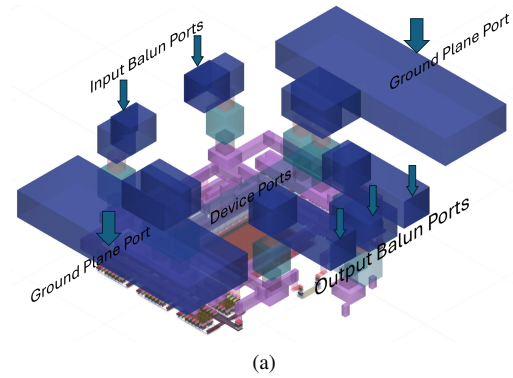 Input Balun Ports
Ground Plane Port
Device Ports
Ground Plane Port
Output Balun Ports
(a)